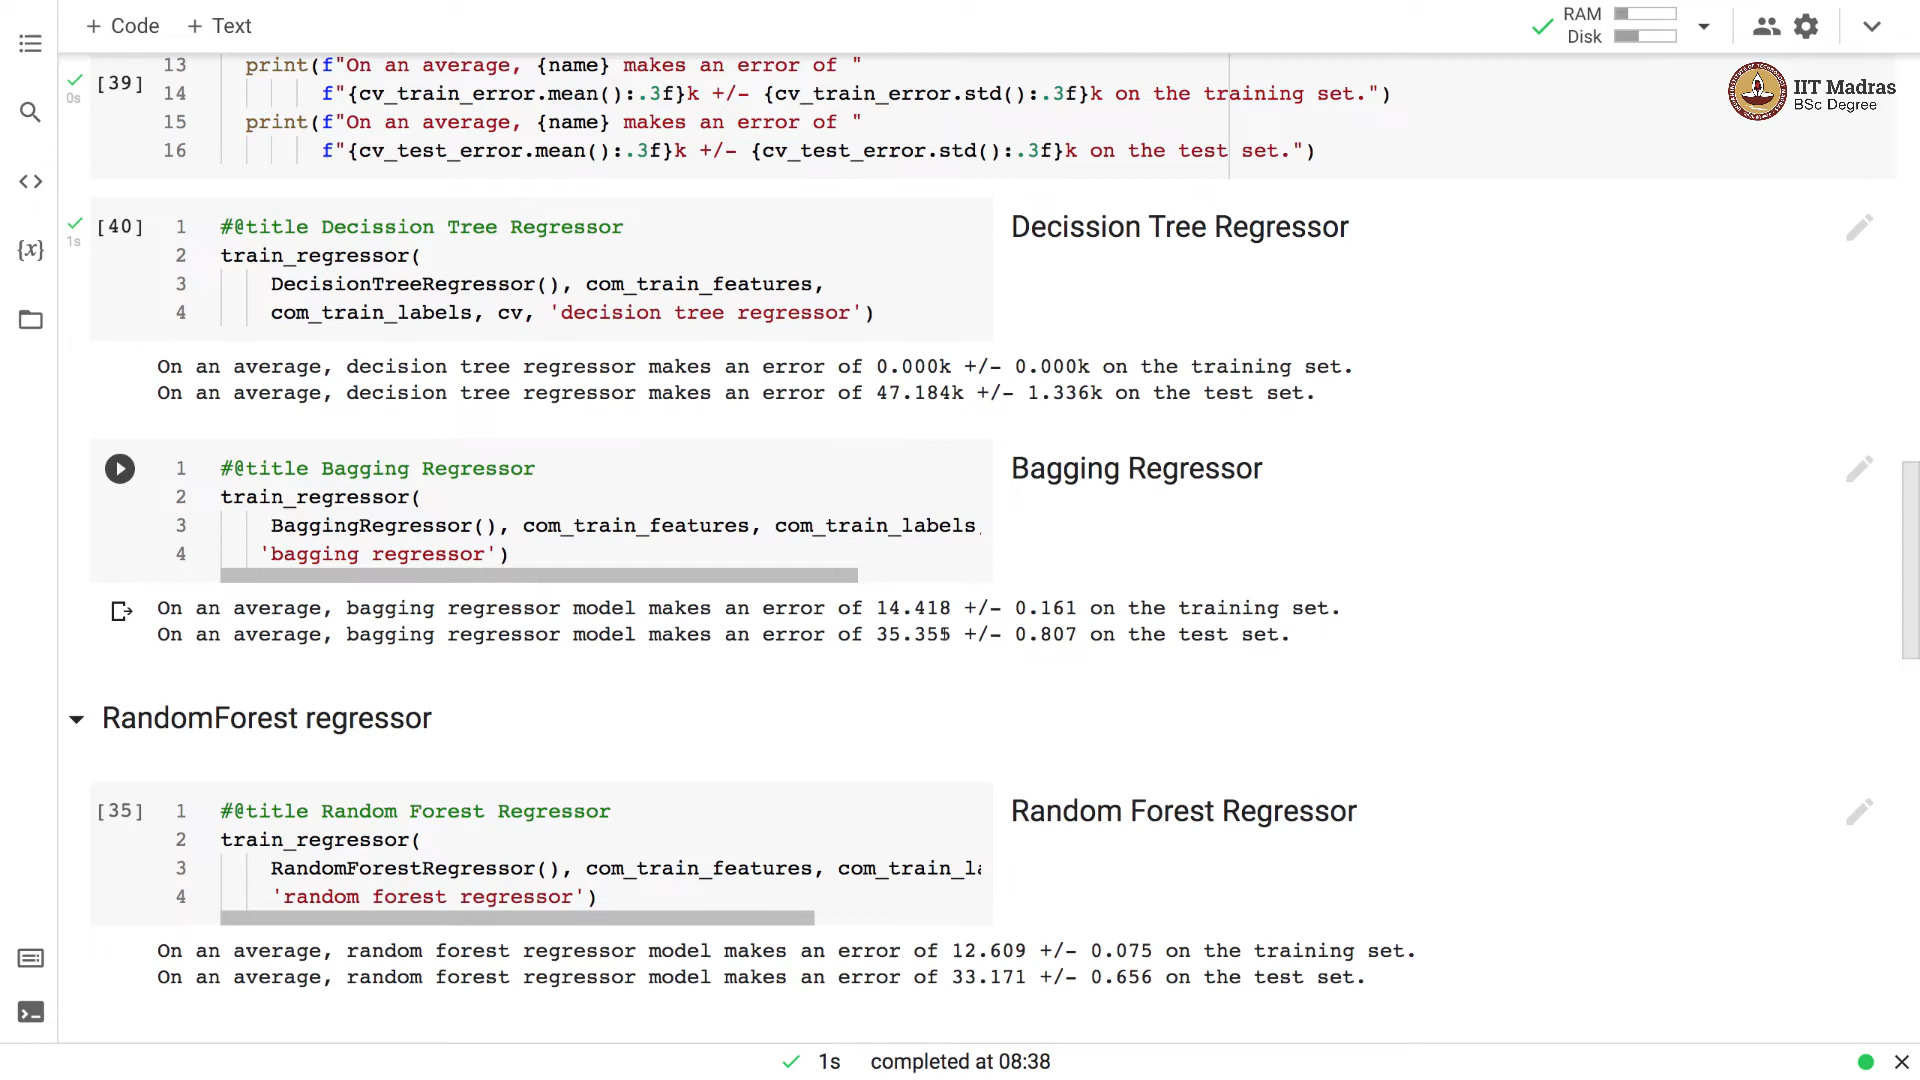 + Code + Text
RAM
Disk
IIT Madras
BSc Degree
0s
[39]
13 print(f"On an average, {name} makes an error of "
14 f"{cv_train_error.mean():.3f}k +/- {cv_train_error.std():.3f}k on the training set.")
15 print(f"On an average, {name} makes an error of "
16 f"{cv_test_error.mean():.3f}k +/- {cv_test_error.std():.3f}k on the test set.")
1s
[40] 1 #@title Decission Tree Regressor
2 train_regressor(
3 DecisionTreeRegressor(), com_train_features,
4 com_train_labels, cv, 'decision tree regressor')
Decission Tree Regressor
On an average, decision tree regressor makes an error of 0.000k +/- 0.000k on the training set.
On an average, decision tree regressor makes an error of 47.184k +/- 1.336k on the test set.
1 #@title Bagging Regressor
2 train_regressor(
3 BaggingRegressor(), com_train_features, com_train_labels,
4 'bagging regressor')
Bagging Regressor
On an average, bagging regressor model makes an error of 14.418 +/- 0.161 on the training set.
On an average, bagging regressor model makes an error of 35.355 +/- 0.807 on the test set.
RandomForest regressor
[35] 1 #@title Random Forest Regressor
2 train_regressor(
3 RandomForestRegressor(), com_train_features, com_train_la
4 'random forest regressor')
Random Forest Regressor
On an average, random forest regressor model makes an error of 12.609 +/- 0.075 on the training set.
On an average, random forest regressor model makes an error of 33.171 +/- 0.656 on the test set.
1s completed at 08:38